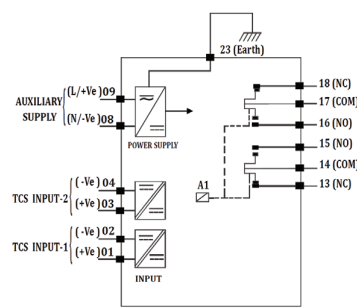 23 (Earth)
18 (NC)
(L/+Ve) 09
17 (COM)
AUXILIARY
SUPPLY
16 (NO)
(N/-Ve) 08
POWER SUPPLY
15 (NO)
14 (COM)
A1
13 (NC)
(-Ve) 04
TCS INPUT-2
(+Ve) 03
(-Ve) 02
TCS INPUT-1
(+Ve) 01
INPUT